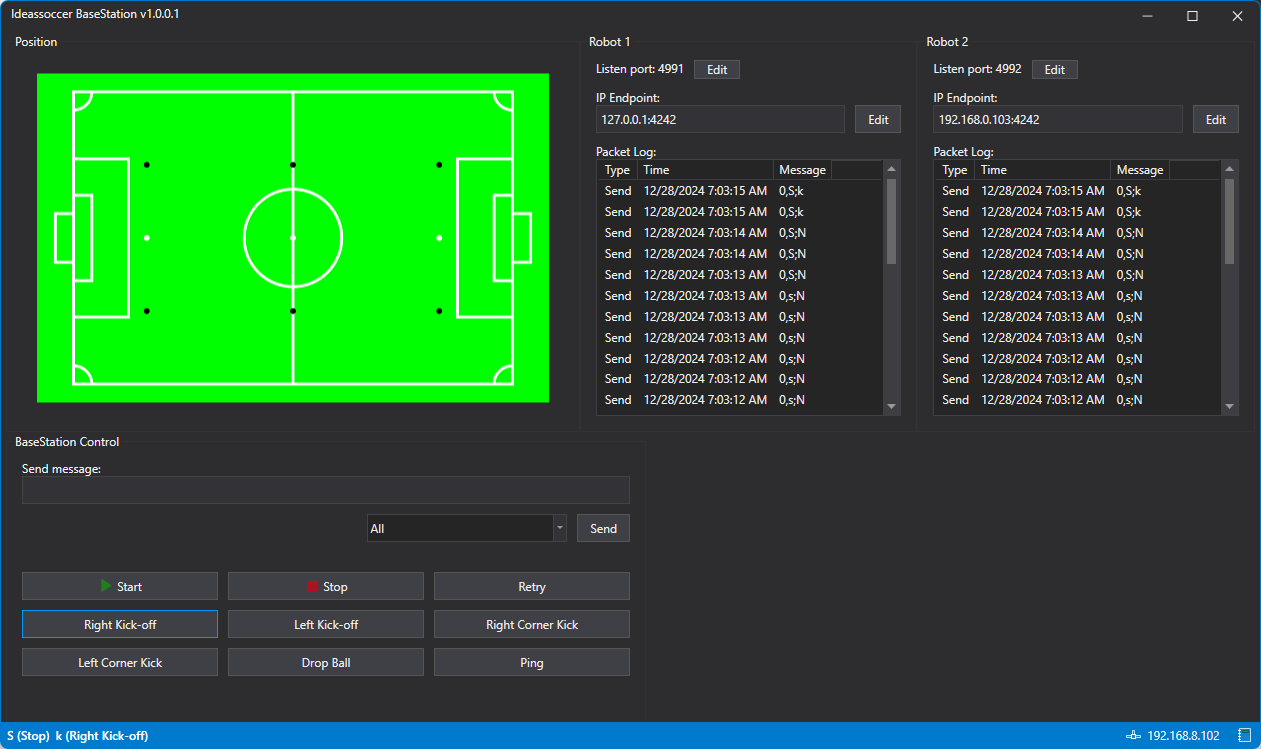 Ideassoccer BaseStation v1.0.0.1
Position
Robot 1
Listen port: 4991 Edit
IP Endpoint:
127.0.0.1:4242 Edit
Packet Log:
Type Time Message
Send 12/28/2024 7:03:15 AM 0,S;k
Send 12/28/2024 7:03:15 AM 0,S;k
Send 12/28/2024 7:03:14 AM 0,S;N
Send 12/28/2024 7:03:14 AM 0,S;N
Send 12/28/2024 7:03:13 AM 0,S;N
Send 12/28/2024 7:03:13 AM 0,s;N
Send 12/28/2024 7:03:13 AM 0,s;N
Send 12/28/2024 7:03:13 AM 0,s;N
Send 12/28/2024 7:03:12 AM 0,s;N
Send 12/28/2024 7:03:12 AM 0,s;N
Send 12/28/2024 7:03:12 AM 0,s;N
Robot 2
Listen port: 4992 Edit
IP Endpoint:
192.168.0.103:4242 Edit
Packet Log:
Type Time Message
Send 12/28/2024 7:03:15 AM 0,S;k
Send 12/28/2024 7:03:15 AM 0,S;k
Send 12/28/2024 7:03:14 AM 0,S;N
Send 12/28/2024 7:03:14 AM 0,S;N
Send 12/28/2024 7:03:13 AM 0,S;N
Send 12/28/2024 7:03:13 AM 0,s;N
Send 12/28/2024 7:03:13 AM 0,s;N
Send 12/28/2024 7:03:13 AM 0,s;N
Send 12/28/2024 7:03:12 AM 0,s;N
Send 12/28/2024 7:03:12 AM 0,s;N
Send 12/28/2024 7:03:12 AM 0,s;N
BaseStation Control
Send message:
All Send
Start Stop Retry
Right Kick-off Left Kick-off Right Corner Kick
Left Corner Kick Drop Ball Ping
S (Stop) k (Right Kick-off) 192.168.8.102